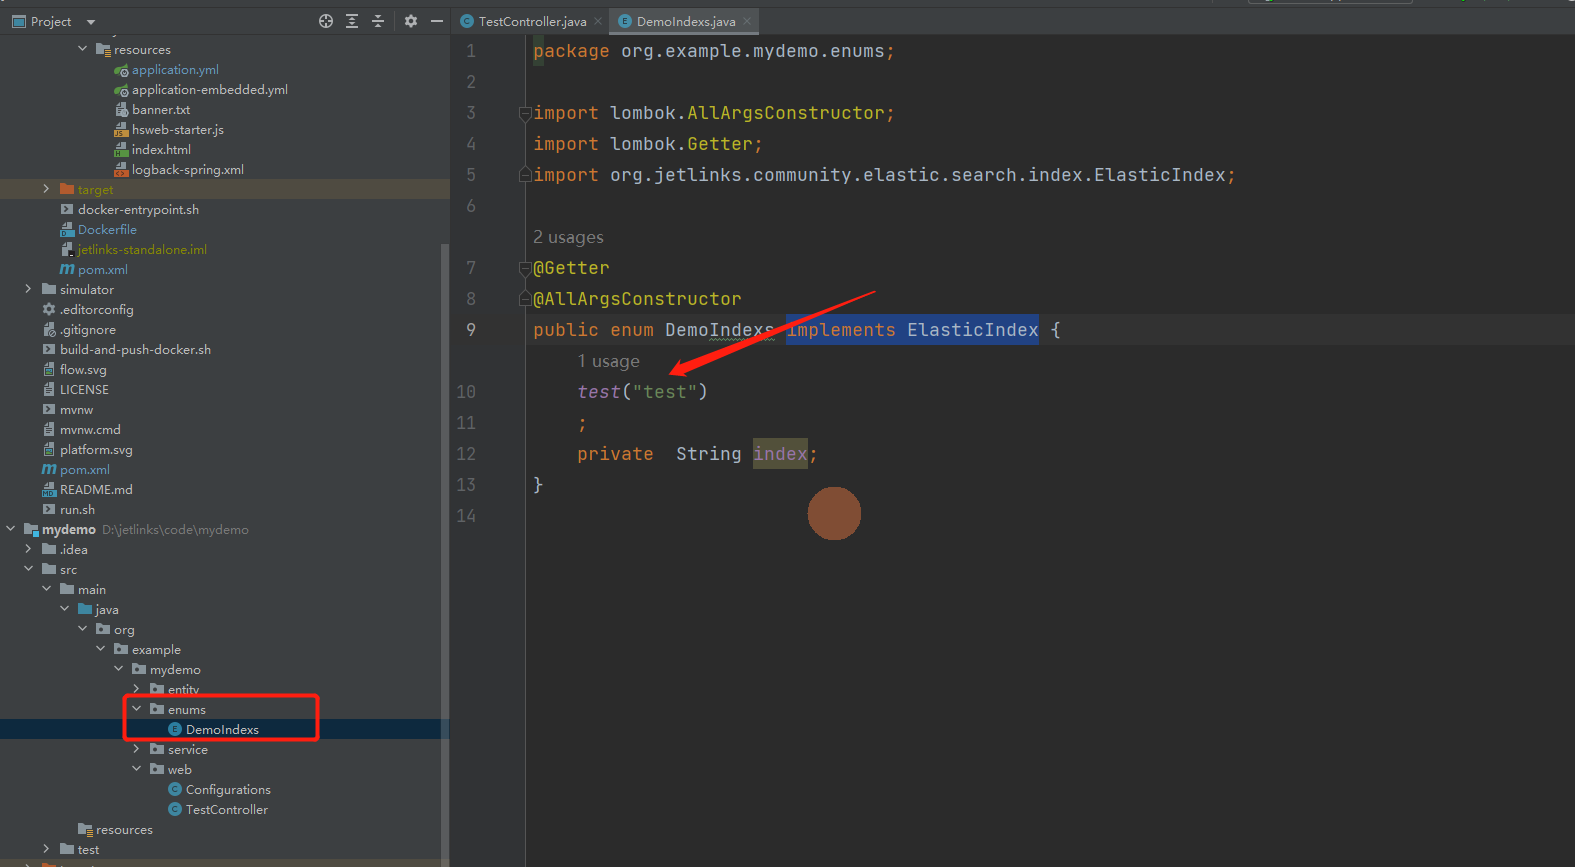 Project
resources
application.yml
application-embedded.yml
banner.txt
hsweb-starter.js
index.html
logback-spring.xml
target
docker-entrypoint.sh
Dockerfile
jetlinks-standalone.iml
pom.xml
simulator
.editorconfig
.gitignore
build-and-push-docker.sh
flow.svg
LICENSE
mvnw
mvnw.cmd
platform.svg
pom.xml
README.md
run.sh
mydemo D:\jetlinks\code\mydemo
.idea
src
main
java
org
example
mydemo
entity
enums
DemoIndexs
service
web
Configurations
TestController
resources
test
TestController.java
DemoIndexs.java
1 package org.example.mydemo.enums;
2
3 import lombok.AllArgsConstructor;
4 import lombok.Getter;
5 import org.jetlinks.community.elastic.search.index.ElasticIndex;
6
2 usages
7 @Getter
8 @AllArgsConstructor
9 public enum DemoIndexs implements ElasticIndex {
1 usage
10 test("test")
11 ;
12 private String index;
13 }
14